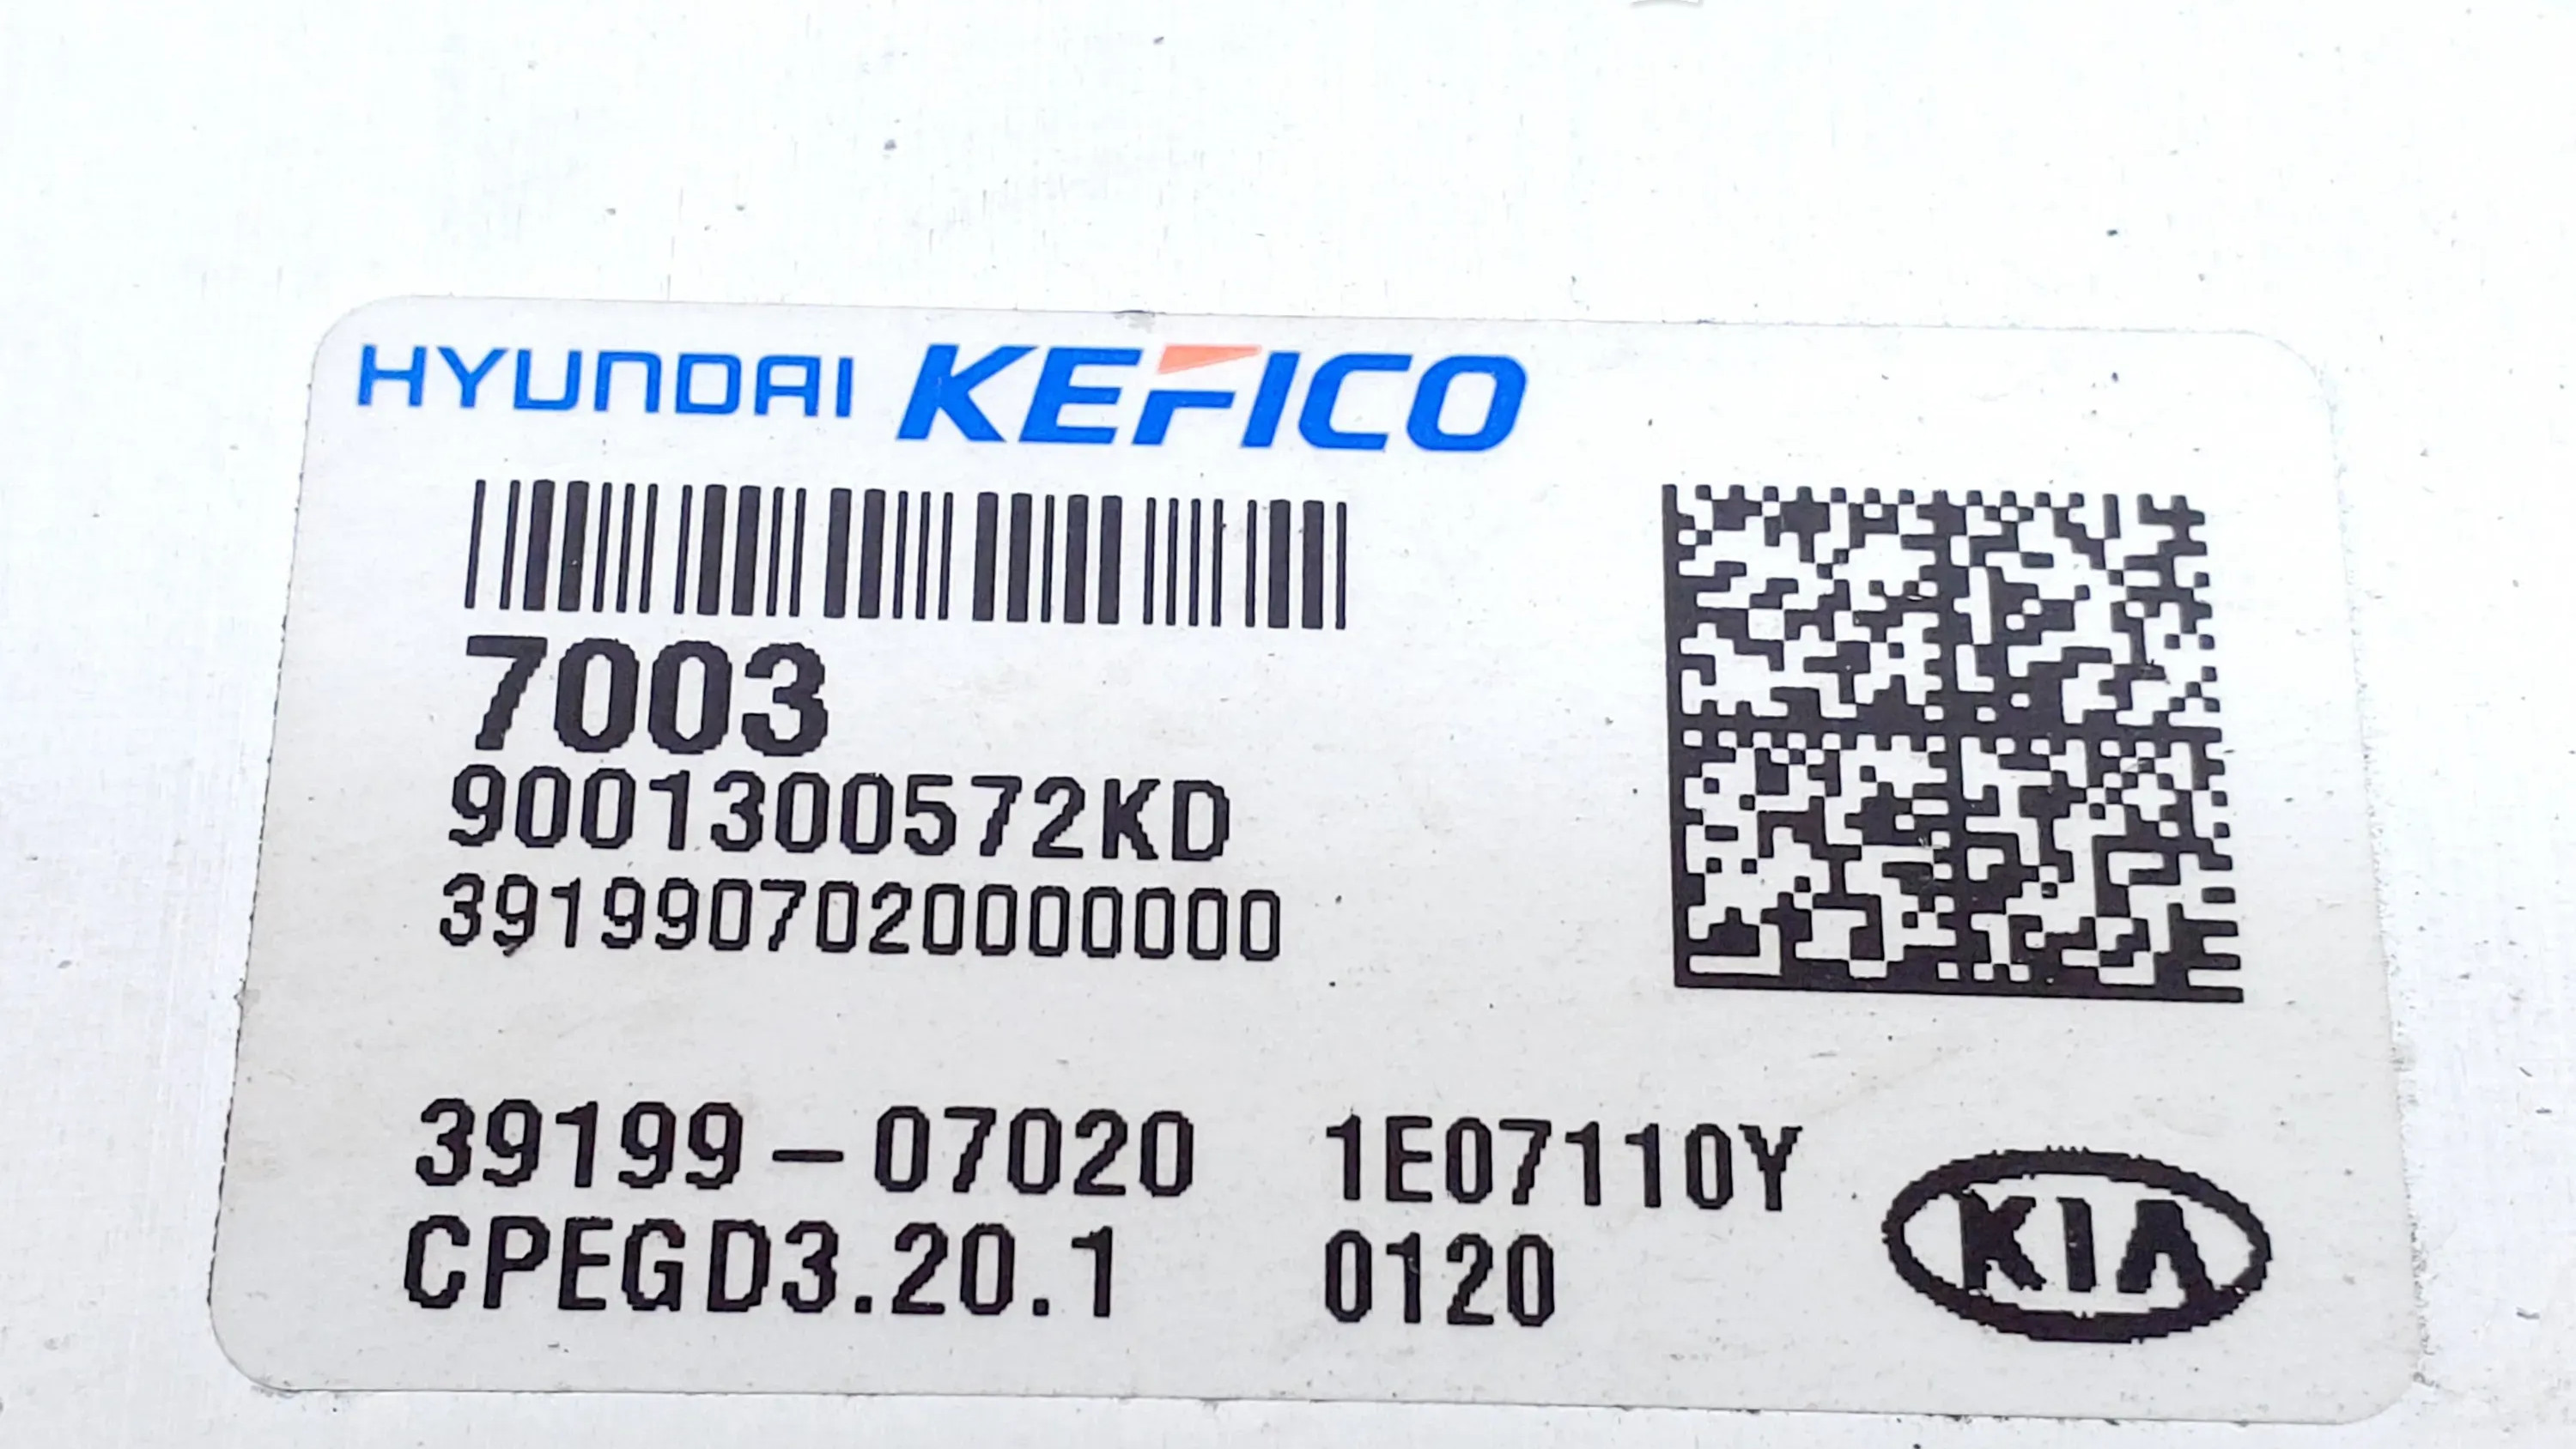 HYUNDAI KEFICO
7003
9001300572KD
3919907020000000
39199-07020 1E07110Y
CPEGD3.20.1 0120
KIA